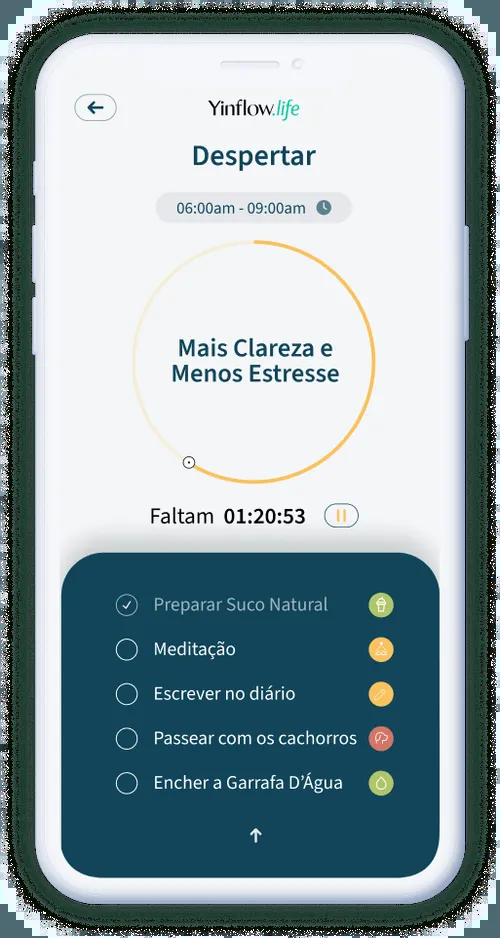 Yinflow.life
Despertar
06:00am - 09:00am
Mais Clareza e
Menos Estresse
Faltam 01:20:53
Preparar Suco Natural
Meditação
Escrever no diário
Passear com os cachorros
Encher a Garrafa D’Água